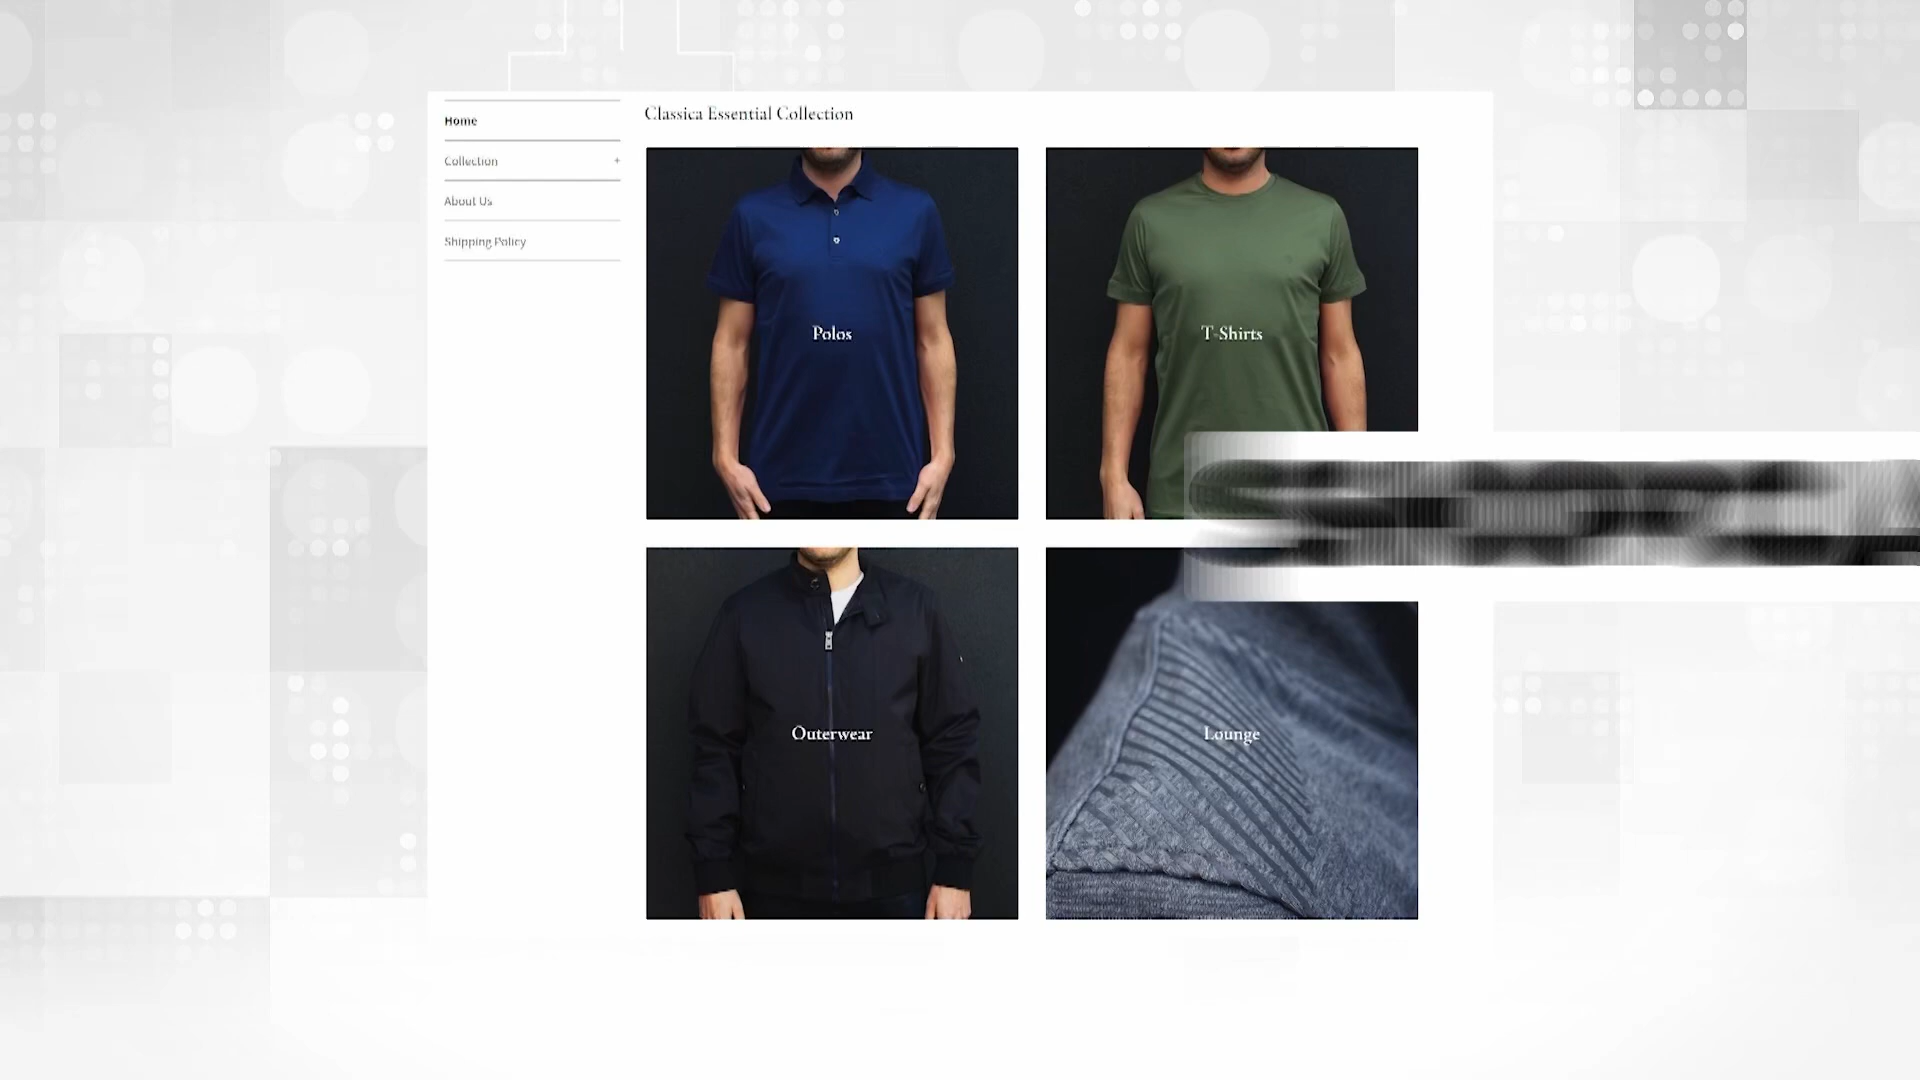 Home
Collection +
About Us
Shipping Policy
Classica Essential Collection
Polos
T-Shirts
Outerwear
Lounge